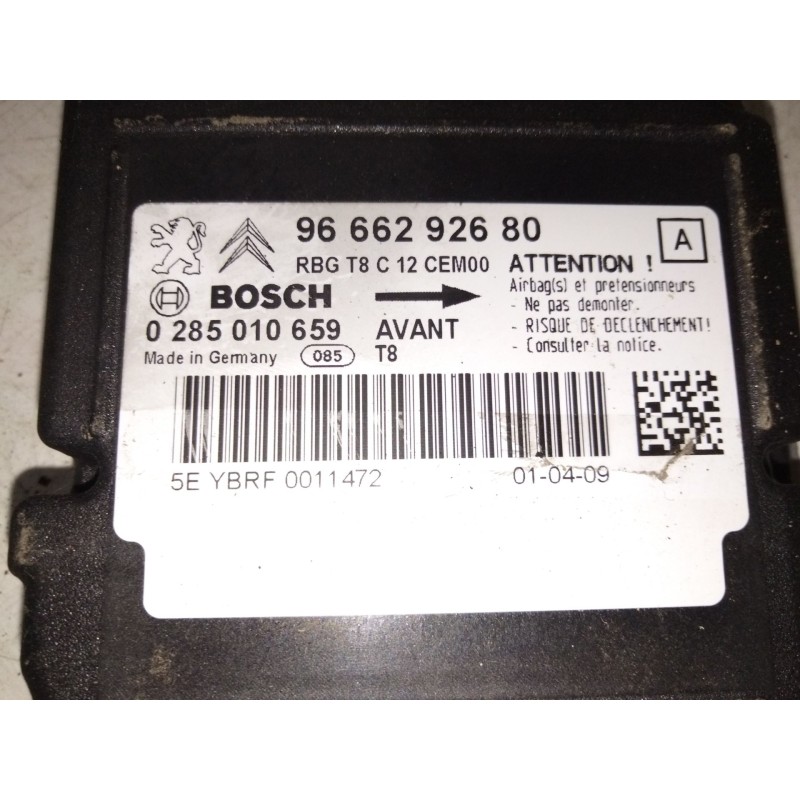 96 662 926 80
A
RBG T8 C 12 CEM00
ATTENTION !
Airbag(s) et pretensionneurs
- Ne pas demonter.
- RISQUE DE DECLENCHEMENT!
- Consulter la notice.
BOSCH
0 285 010 659
AVANT
Made in Germany
085
T8
5E YBRF 0011472
01-04-09